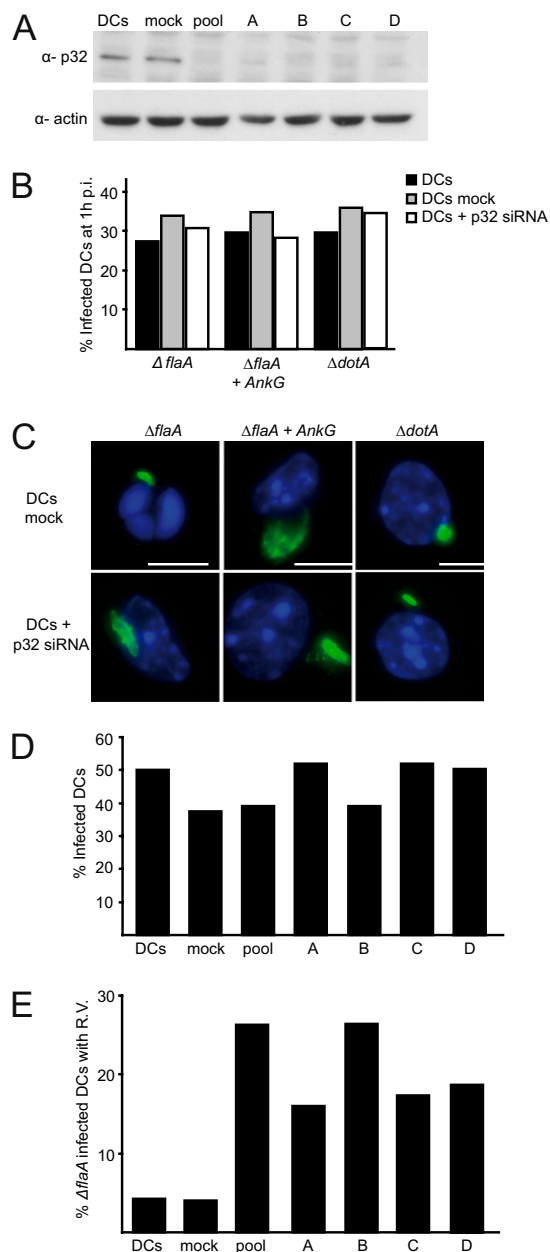 A
DCs mock pool A B C D
α- p32
α- actin
B
% Infected DCs at 1h p.i.
40
30
20
10
DCs
DCs mock
DCs + p32 siRNA
ΔflaA
ΔflaA
+ AnkG
ΔdotA
C
ΔflaA ΔflaA + AnkG ΔdotA
DCs
mock
DCs +
p32 siRNA
D
% Infected DCs
60
50
40
30
20
10
DCs mock pool A B C D
E
% ΔflaA infected DCs with R.V.
30
20
10
DCs mock pool A B C D